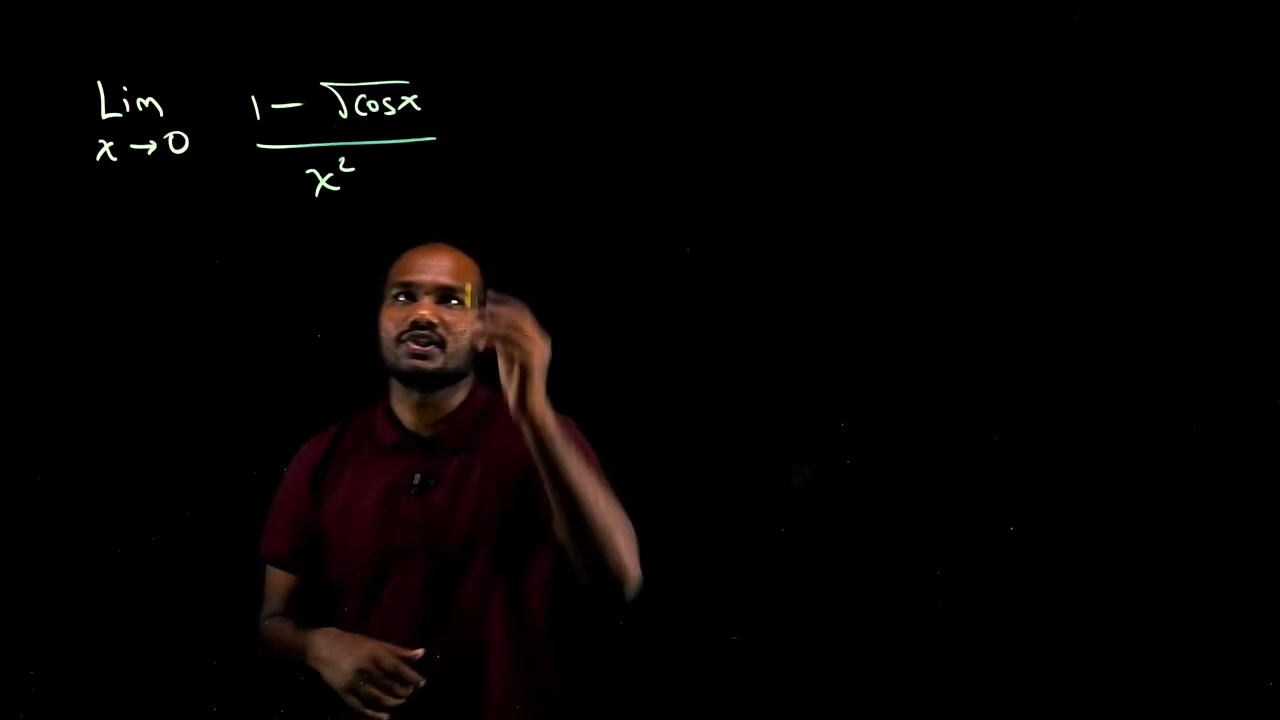 Lim x→0 (1 - √cosx) / x²